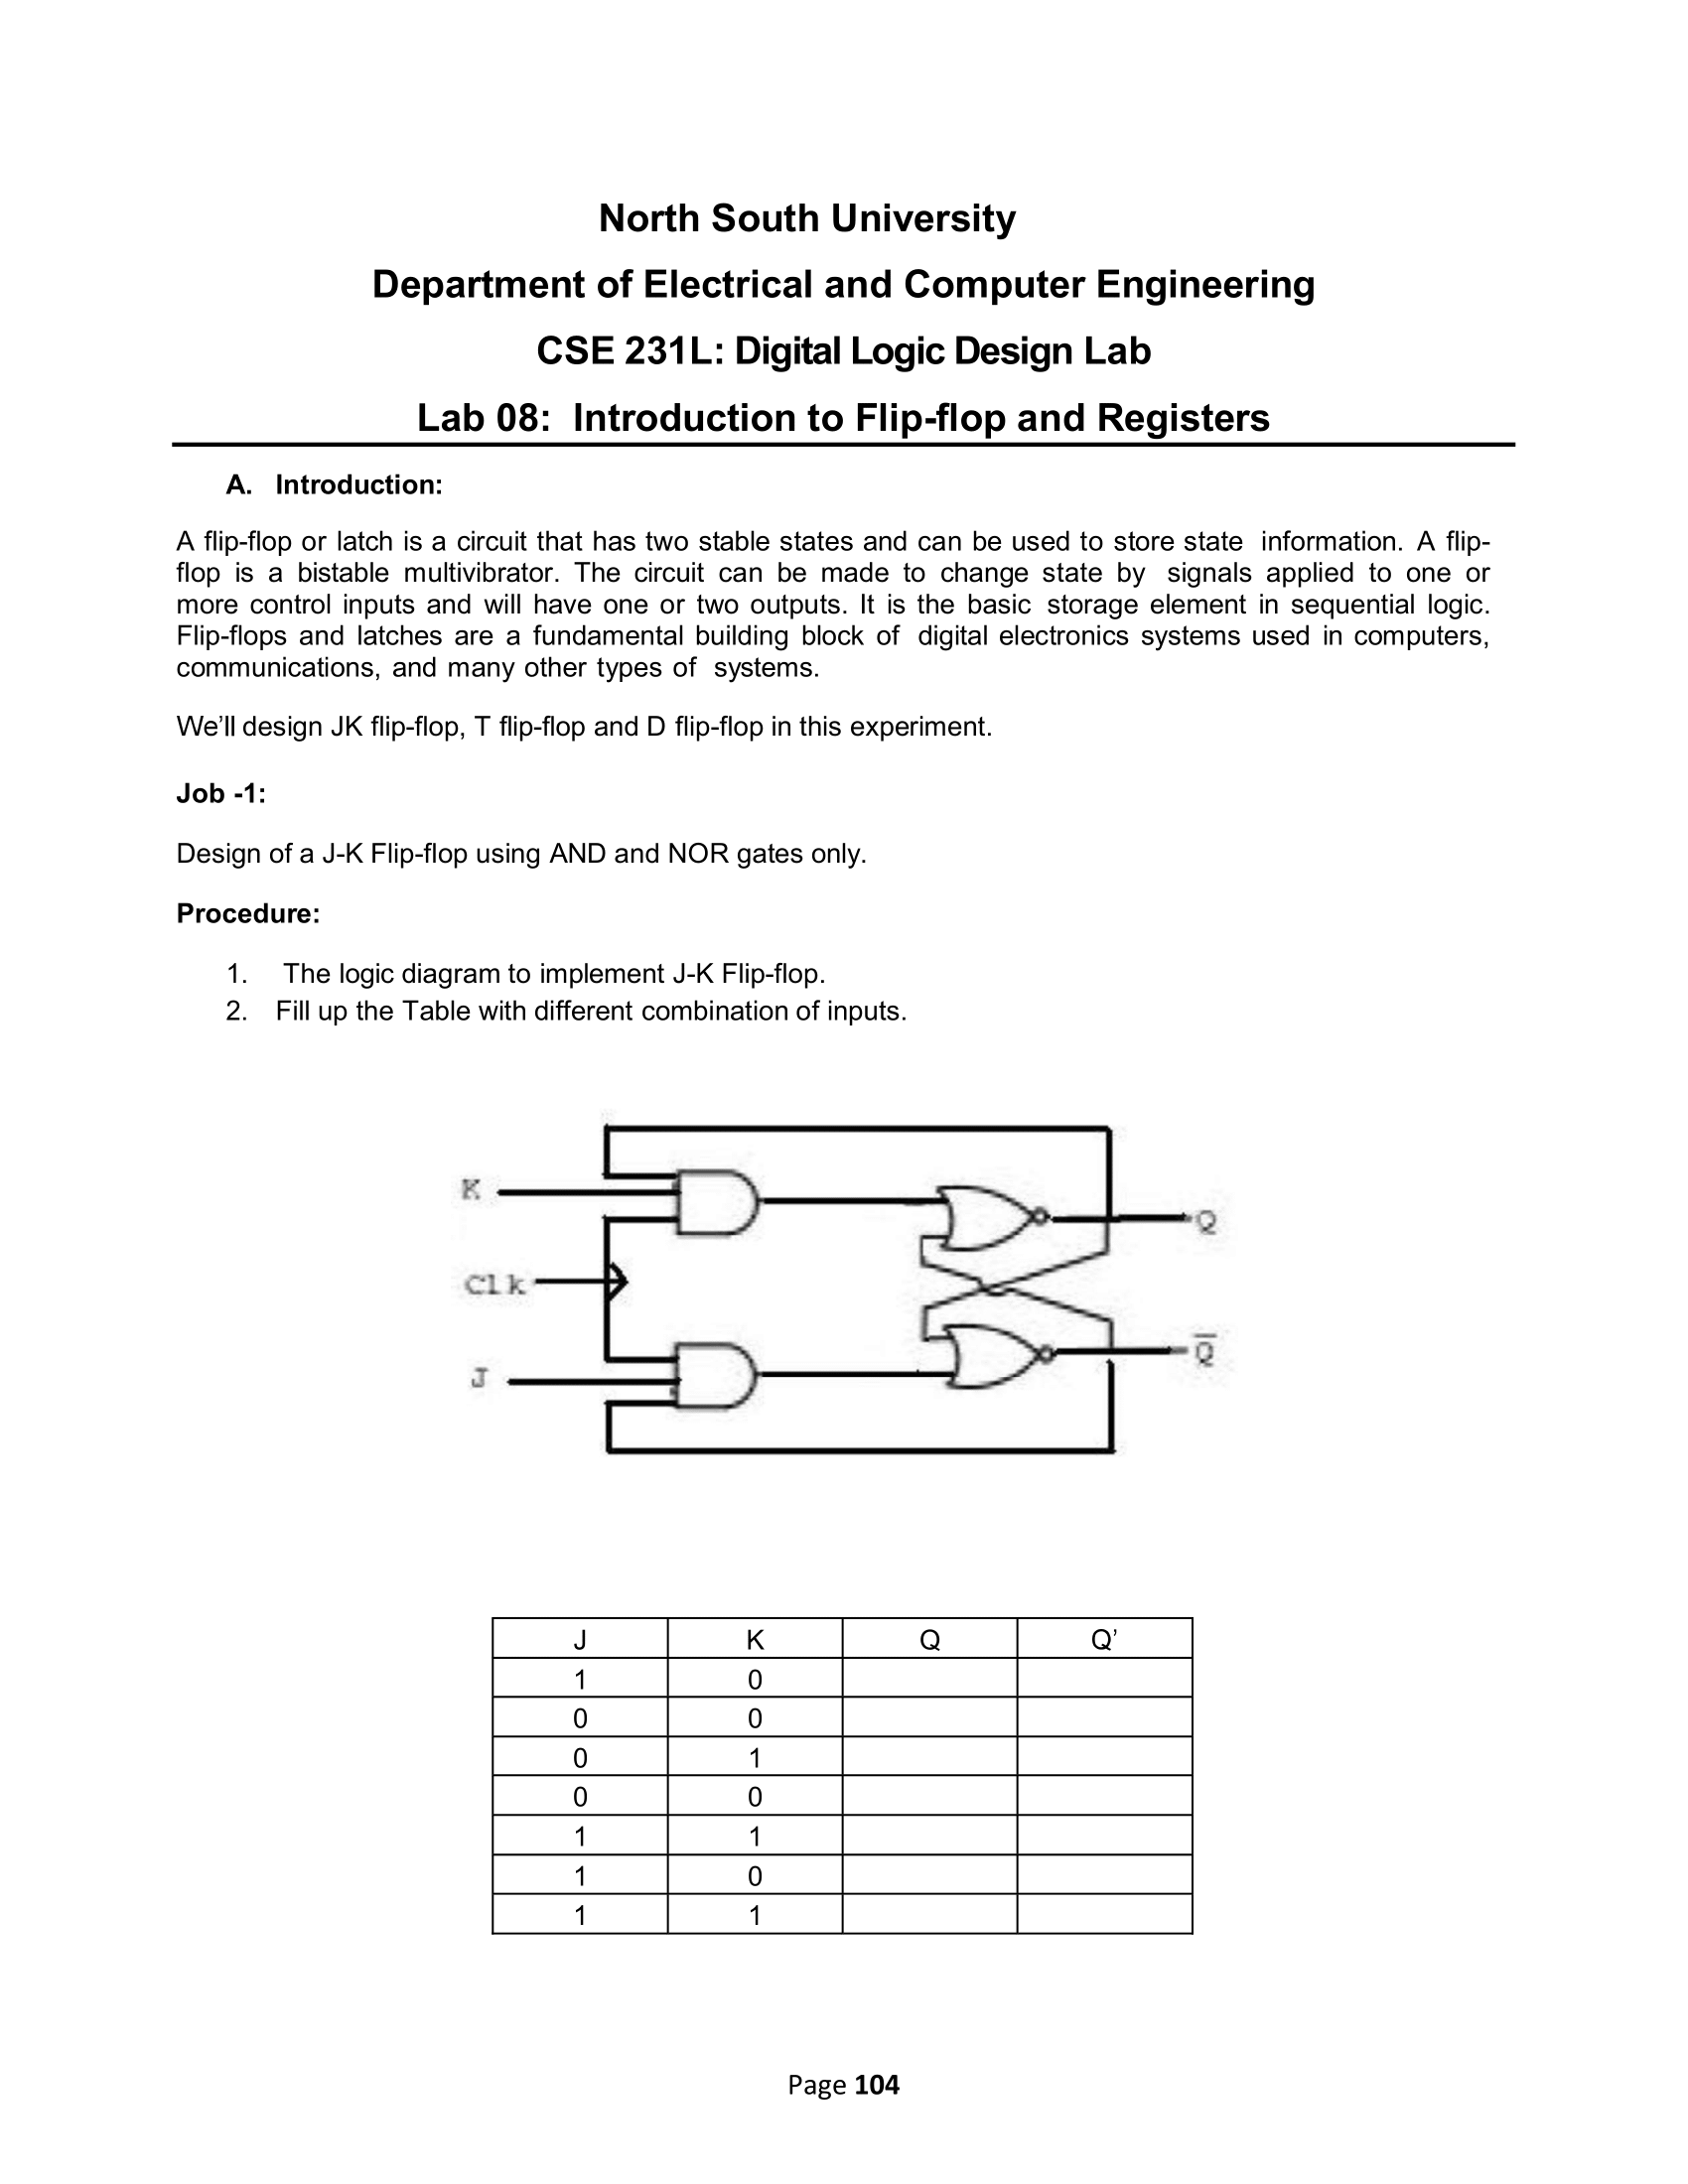 North South University
Department of Electrical and Computer Engineering
CSE 231L: Digital Logic Design Lab
Lab 08: Introduction to Flip-flop and Registers
A. Introduction:
A flip-flop or latch is a circuit that has two stable states and can be used to store state information. A flip-
flop is a bistable multivibrator. The circuit can be made to change state by signals applied to one or
more control inputs and will have one or two outputs. It is the basic storage element in sequential logic.
Flip-flops and latches are a fundamental building block of digital electronics systems used in computers,
communications, and many other types of systems.
We’ll design JK flip-flop, T flip-flop and D flip-flop in this experiment.
Job -1:
Design of a J-K Flip-flop using AND and NOR gates only.
Procedure:
1. The logic diagram to implement J-K Flip-flop.
2. Fill up the Table with different combination of inputs.
K
Q
Clk
J
Q̅
J K Q Q’
1 0
0 0
0 1
0 0
1 1
1 0
1 1
Page 104